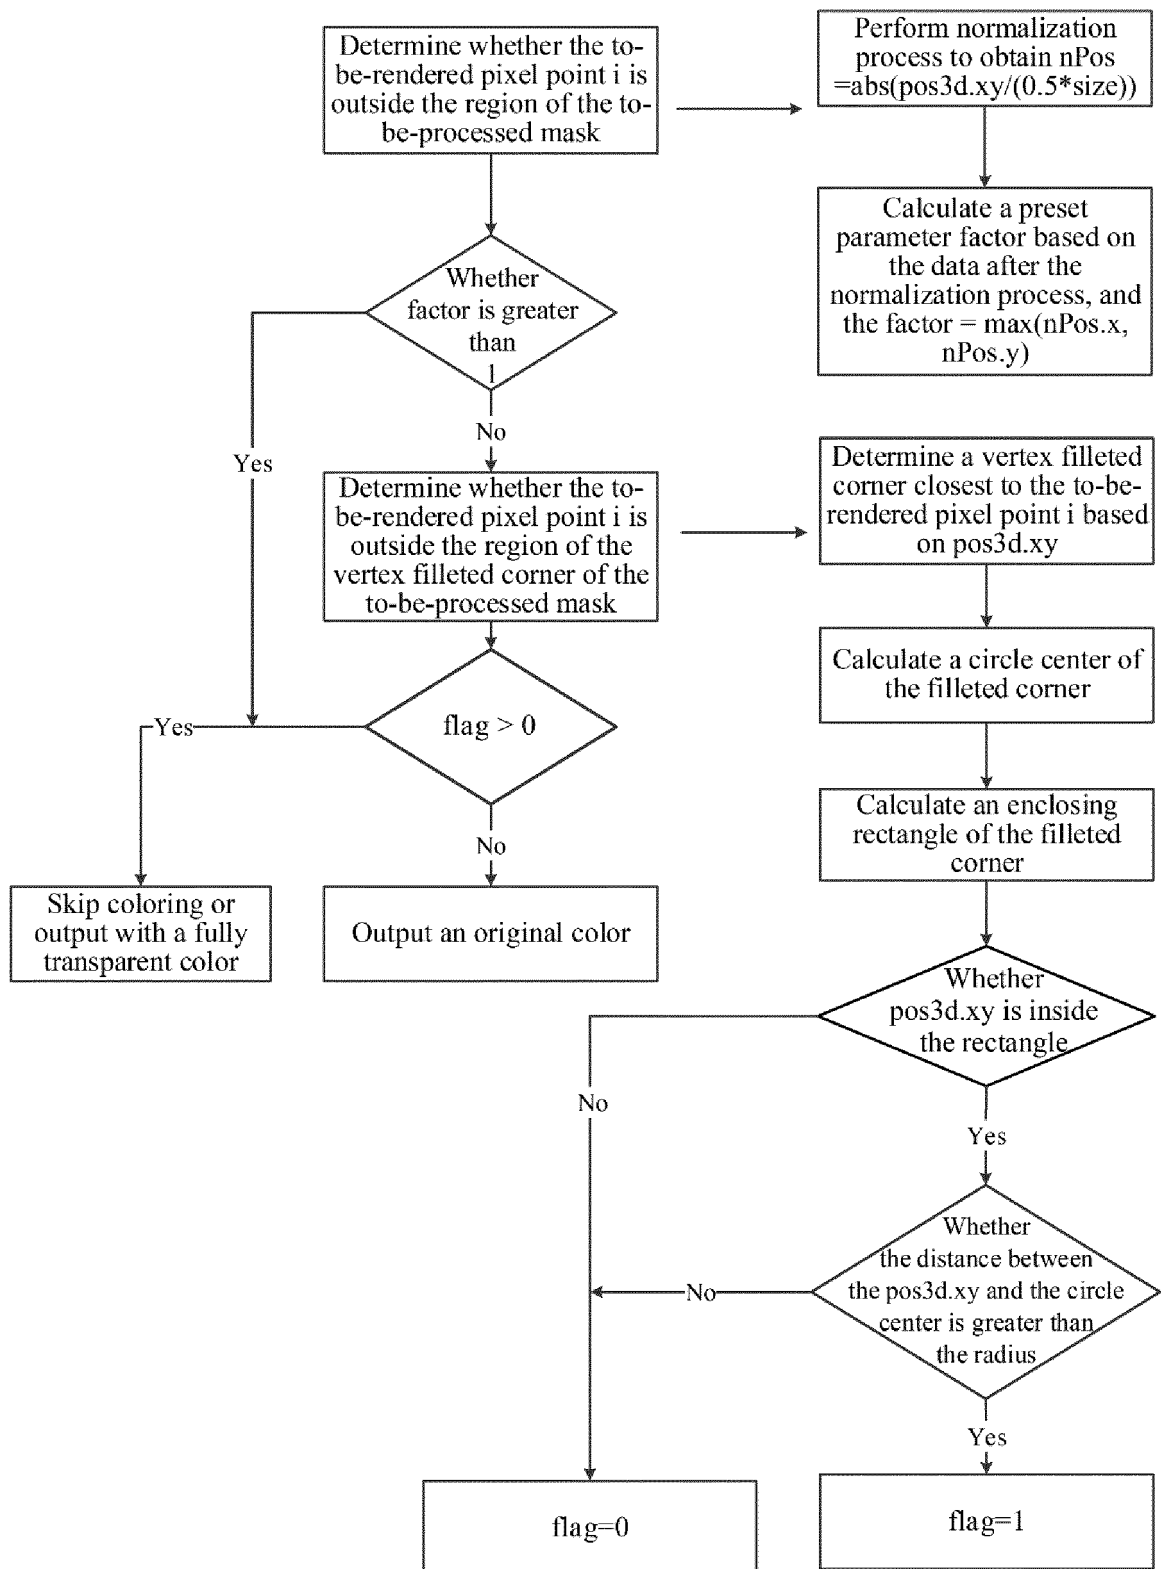 Determine whether the to-
be-rendered pixel point i is
outside the region of the to-
be-processed mask
Perform normalization
process to obtain nPos
=abs(pos3d.xy/(0.5*size))
Calculate a preset
parameter factor based on
the data after the
normalization process, and
the factor = max(nPos.x,
nPos.y)
Whether
factor is greater
than
1
No
Yes
Determine whether the to-
be-rendered pixel point i is
outside the region of the
vertex filleted corner of the
to-be-processed mask
Determine a vertex filleted
corner closest to the to-be-
rendered pixel point i based
on pos3d.xy
Calculate a circle center of
the filleted corner
flag > 0
Yes
No
Calculate an enclosing
rectangle of the filleted
corner
Skip coloring or
output with a fully
transparent color
Output an original color
Whether
pos3d.xy is inside
the rectangle
No
Yes
Whether
the distance between
the pos3d.xy and the circle
center is greater than
the radius
No
Yes
flag=0
flag=1